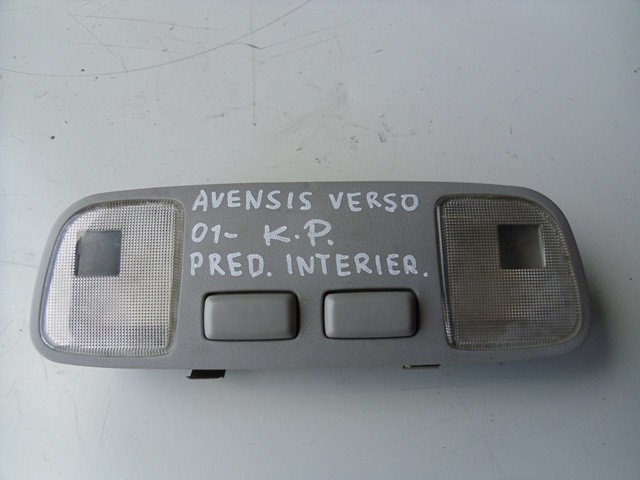 AVENSIS VERSO
01- K.P.
PRED. INTERIER.